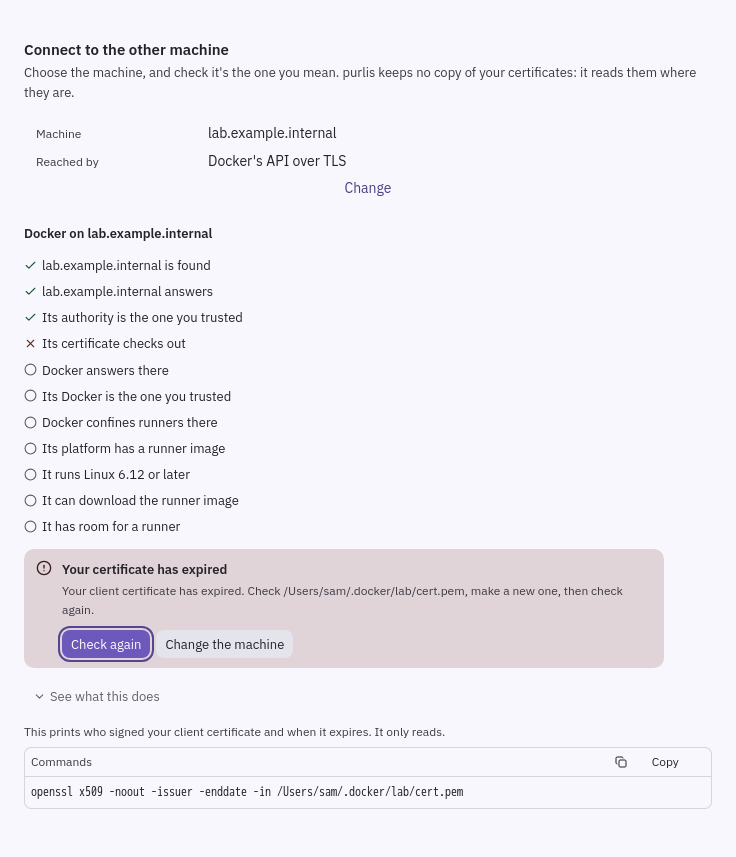 Connect to the other machine
Choose the machine, and check it's the one you mean. purlis keeps no copy of your certificates: it reads them where
they are.
Machine lab.example.internal
Reached by Docker's API over TLS
Change
Docker on lab.example.internal
lab.example.internal is found
lab.example.internal answers
Its authority is the one you trusted
Its certificate checks out
Docker answers there
Its Docker is the one you trusted
Docker confines runners there
Its platform has a runner image
It runs Linux 6.12 or later
It can download the runner image
It has room for a runner
Your certificate has expired
Your client certificate has expired. Check /Users/sam/.docker/lab/cert.pem, make a new one, then check
again.
Check again Change the machine
See what this does
This prints who signed your client certificate and when it expires. It only reads.
Commands Copy
openssl x509 -noout -issuer -enddate -in /Users/sam/.docker/lab/cert.pem